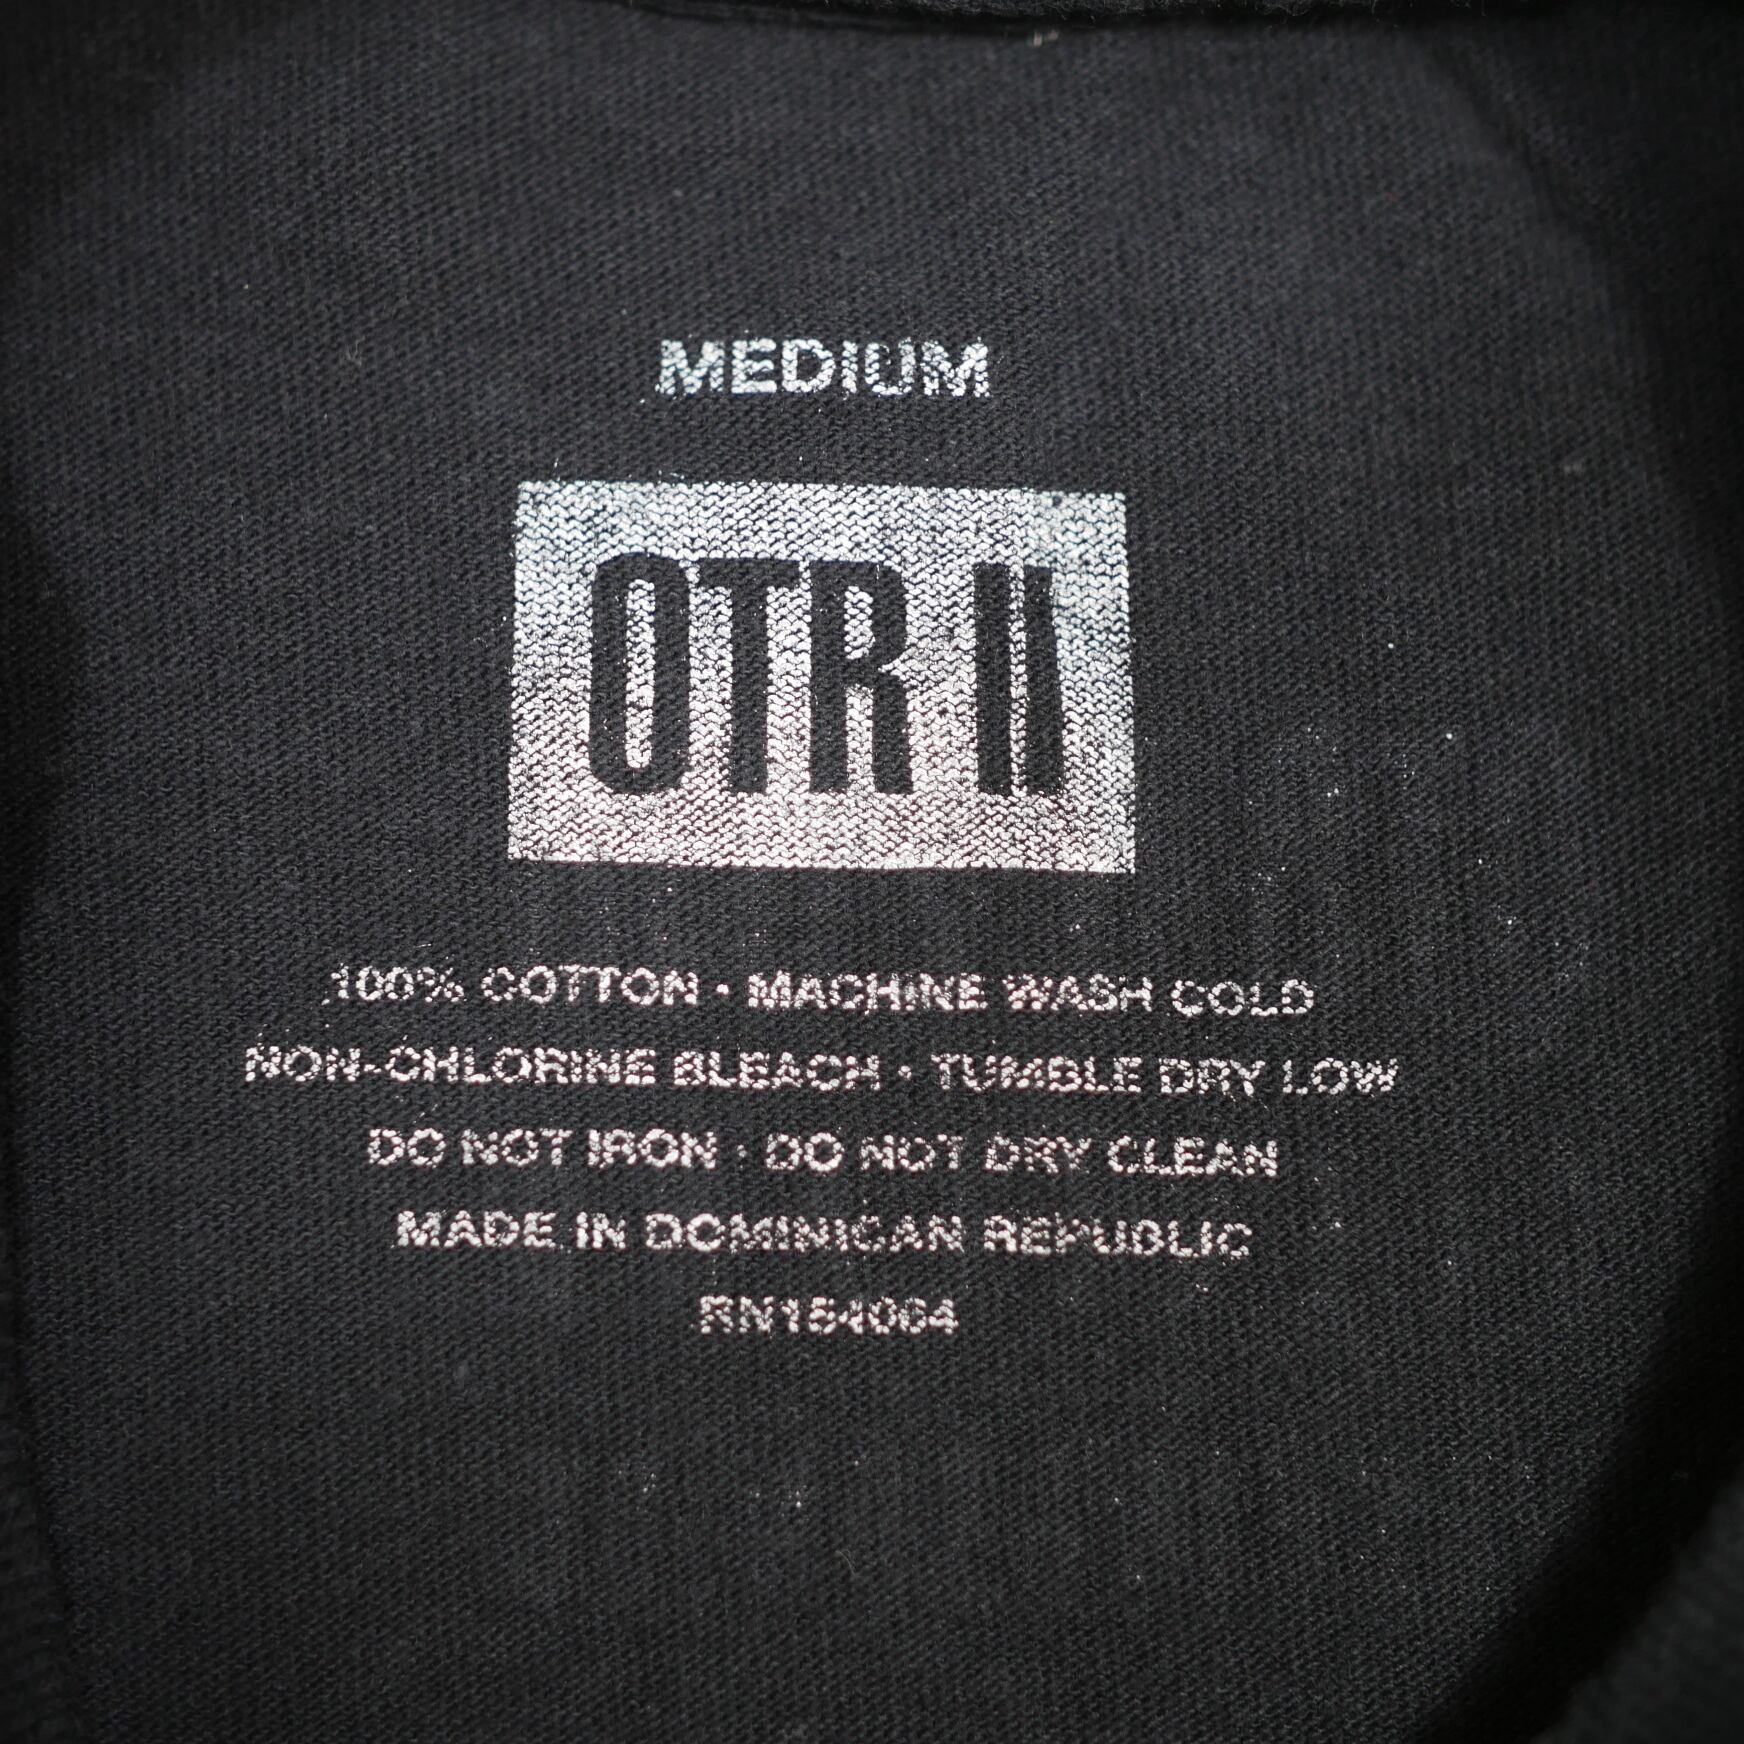 MEDIUM
OTR II
100% COTTON • MACHINE WASH COLD
NON-CHLORINE BLEACH • TUMBLE DRY LOW
DO NOT IRON • DO NOT DRY CLEAN
MADE IN DOMINICAN REPUBLIC
RN154064